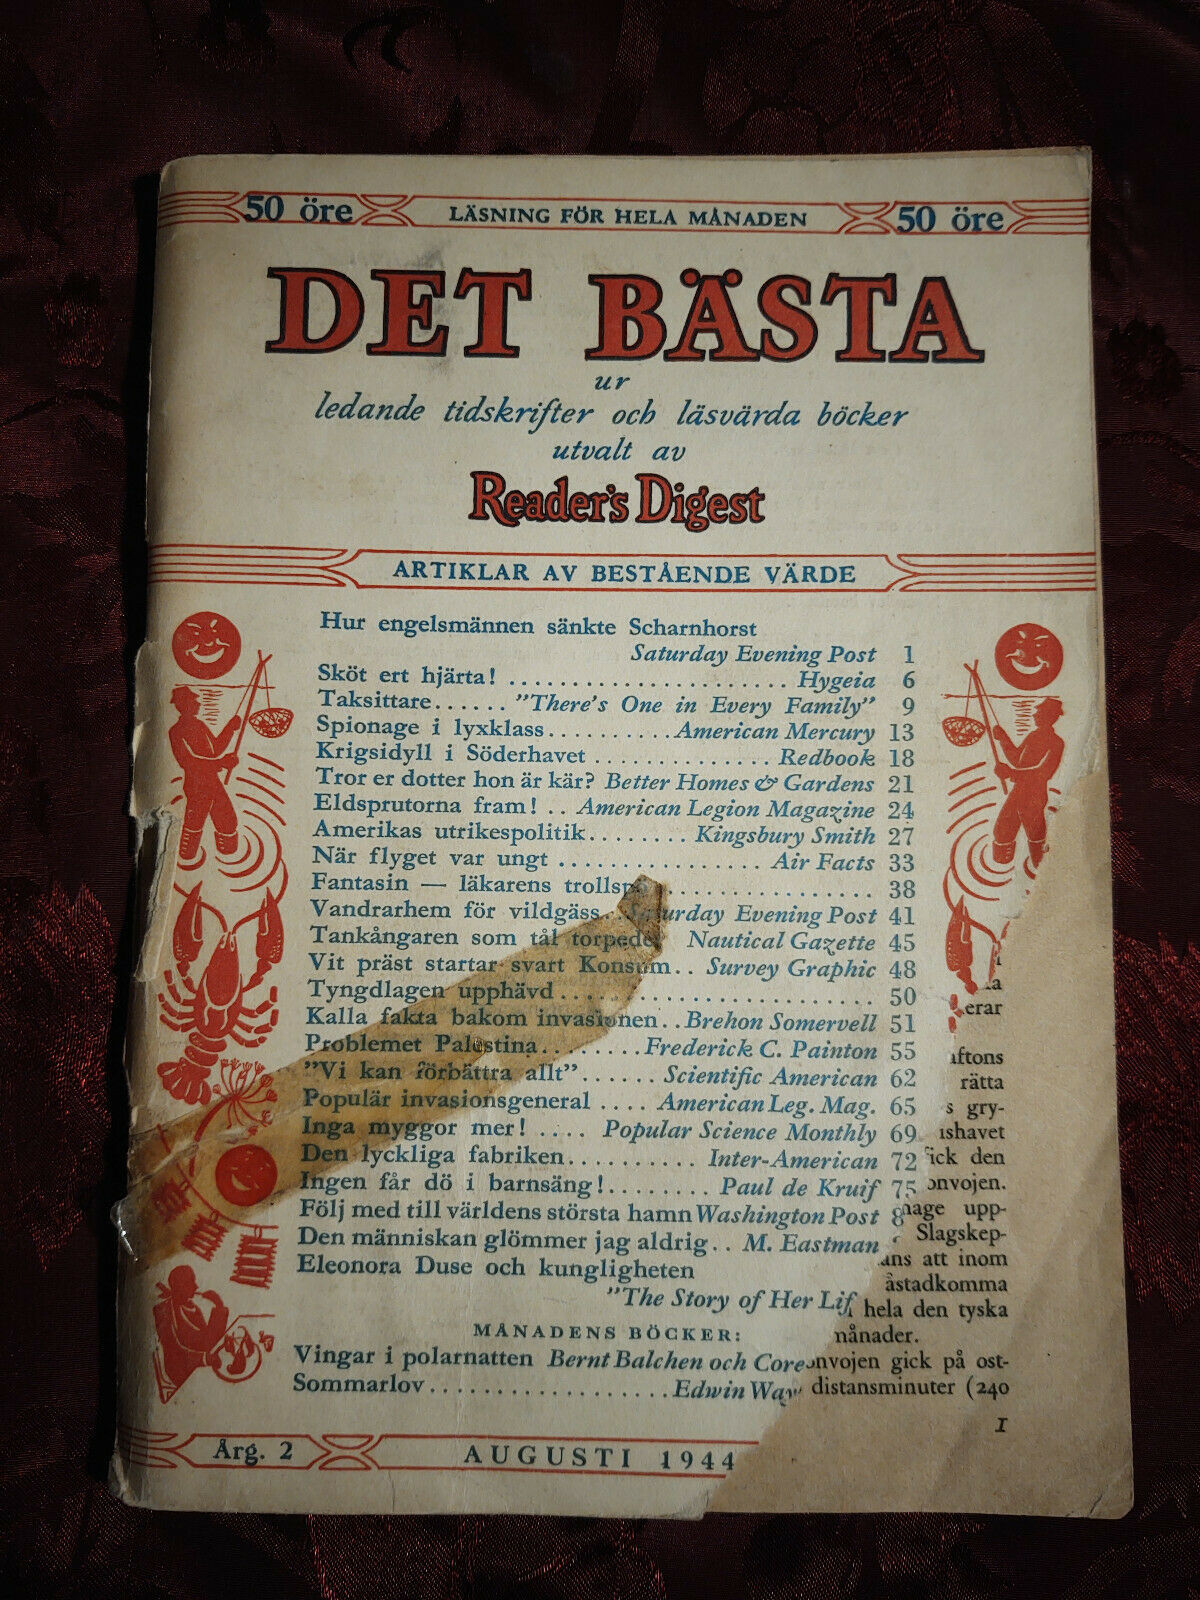 50 öre LÄSNING FÖR HELA MÅNADEN 50 öre
DET BÄSTA
ur
ledande tidskrifter och läsvärda böcker
utvalt av
Reader's Digest
ARTIKLAR AV BESTÅENDE VÄRDE
Hur engelsmännen sänkte Scharnhorst
Saturday Evening Post 1
Sköt ert hjärta! ...................... Hygeia 6
Taksittare...... "There's One in Every Family" 9
Spionage i lyxklass.......... American Mercury 13
Krigsidyll i Söderhavet .............. Redbook 18
Tror er dotter hon är kär? Better Homes & Gardens 21
Eldsprutorna fram! .. American Legion Magazine 24
Amerikas utrikespolitik........ Kingsbury Smith 27
När flyget var ungt ................. Air Facts 33
Fantasin — läkarens ................. 38
Vandrarhem för vildgäss.. Saturday Evening Post 41
Tankångaren som tål Nautical Gazette 45
Vit präst startar svart Konsum.. Survey Graphic 48
Tyngdlagen upphävd......................... 50
Kalla fakta bakom invasionen.. Brehon Somervell 51
Problemet Palestina........ Frederick C. Painton 55
"Vi kan förbättra allt"...... Scientific American 62
Populär invasionsgeneral .... American Leg. Mag. 65
Inga myggor mer! .... Popular Science Monthly 69
Den lyckliga fabriken.......... Inter-American 72
Ingen får dö i barnsäng!........ Paul de Kruif 75
Följ med till världens största hamn Washington Post
Den människan glömmer jag aldrig.. M. Eastman
Eleonora Duse och kungligheten
"The Story of Her
MÅNADENS BÖCKER:
Vingar i polarnatten Bernt Balchen och
Sommarlov................... Edwin
rätta
den
upp-
att inom
åstadkomma
hela den tyska
gick på ost-
distansminuter (240
1
Årg. 2 AUGUSTI 1944